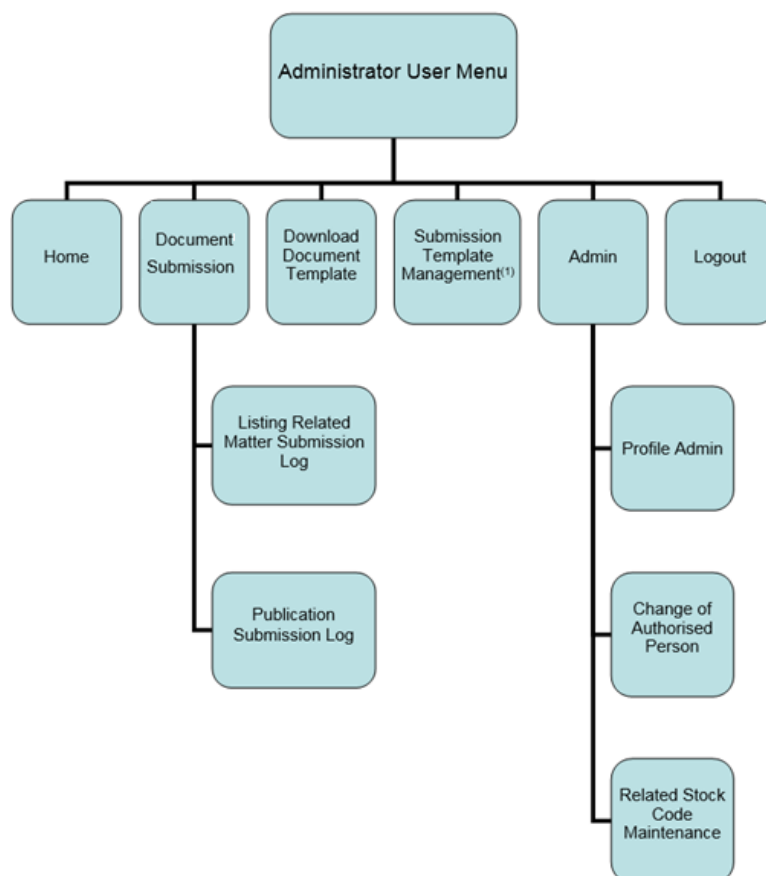 Administrator User Menu
Home
Document
Submission
Download
Document
Template
Submission
Template
Management(1)
Admin
Logout
Listing Related
Matter Submission
Log
Profile Admin
Publication
Submission Log
Change of
Authorised
Person
Related Stock
Code
Maintenance